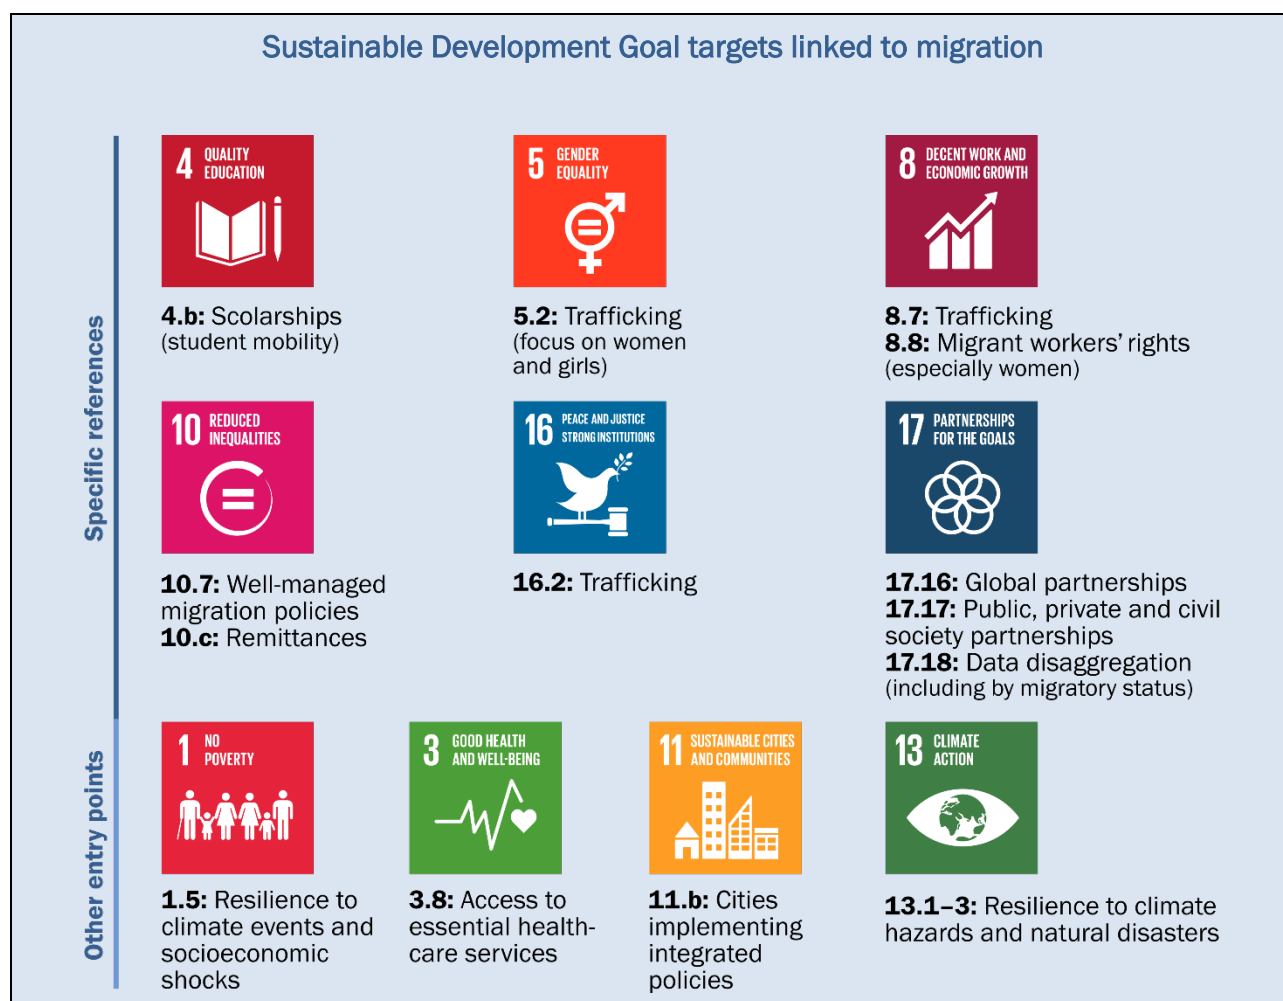 Sustainable Development Goal targets linked to migration
Specific references
4 QUALITY
EDUCATION
4.b: Scolarships
(student mobility)
5 GENDER
EQUALITY
5.2: Trafficking
(focus on women
and girls)
8 DECENT WORK AND
ECONOMIC GROWTH
8.7: Trafficking
8.8: Migrant workers’ rights
(especially women)
10 REDUCED
INEQUALITIES
10.7: Well-managed
migration policies
10.c: Remittances
16 PEACE AND JUSTICE
STRONG INSTITUTIONS
16.2: Trafficking
17 PARTNERSHIPS
FOR THE GOALS
17.16: Global partnerships
17.17: Public, private and civil
society partnerships
17.18: Data disaggregation
(including by migratory status)
Other entry points
1 NO
POVERTY
1.5: Resilience to
climate events and
socioeconomic
shocks
3 GOOD HEALTH
AND WELL-BEING
3.8: Access to
essential health-
care services
11 SUSTAINABLE CITIES
AND COMMUNITIES
11.b: Cities
implementing
integrated
policies
13 CLIMATE
ACTION
13.1–3: Resilience to climate
hazards and natural disasters